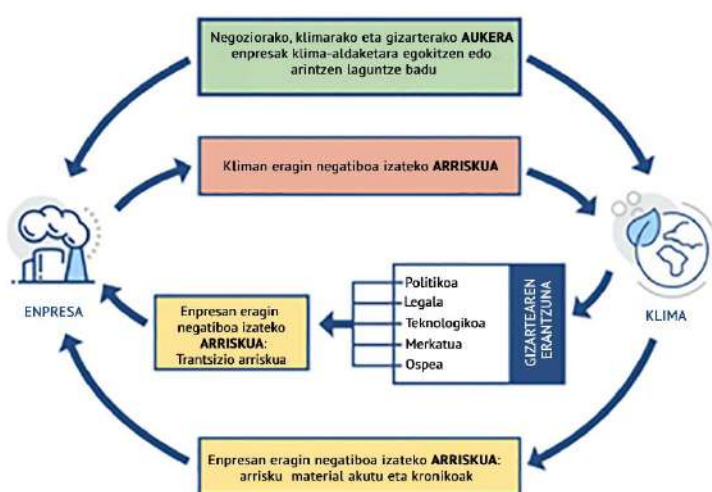 Negoziorako, klimarako eta gizarterako AUKERA
enpresak klima-aldaketara egokitzen edo
arintzen laguntze badu
Kliman eragin negatiboa izateko ARRISKUA
ENPRESA
Enpresan eragin
negatiboa izateko
ARRISKUA:
Trantsizio arriskua
Politikoa
Legala
Teknologikoa
Merkatua
Ospea
GIZARTEAREN
ERANTZUNA
KLIMA
Enpresan eragin negatiboa izateko ARRISKUA:
arrisku material akutu eta kronikoak